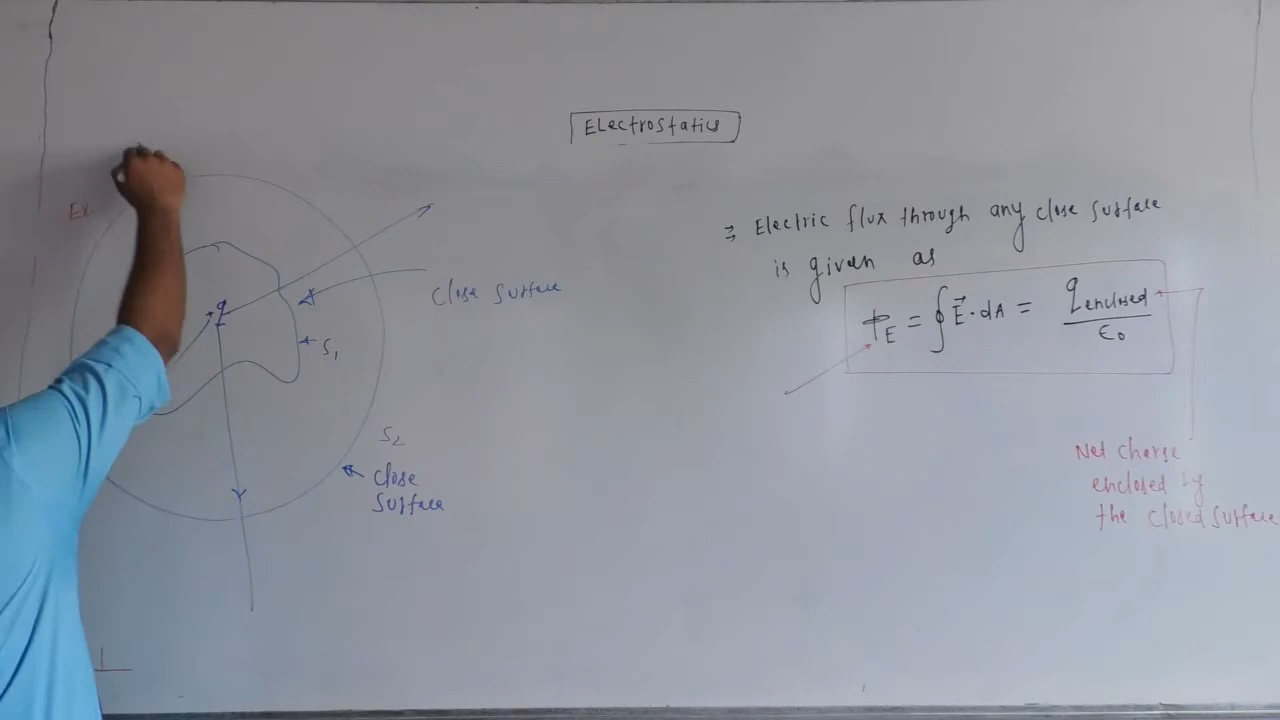 Electrostatics
Ex.
q
Close Surface
S1
S2
Close
Surface
⇒ Electric flux through any close surface
is given as
ϕE = ∮E⃗·dA = qenclosed/ϵ0
Net Charge
enclosed by
the closed surface